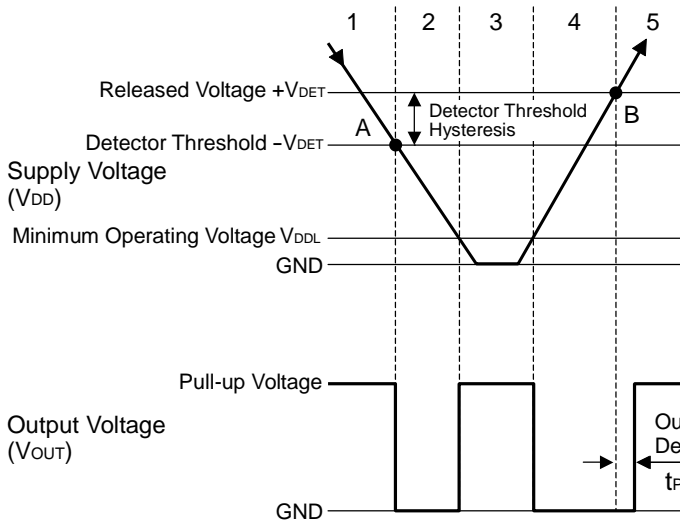 1 2 3 4 5
Released Voltage +VDET
Detector Threshold
Hysteresis
A
B
Detector Threshold –VDET
Supply Voltage
(VDD)
Minimum Operating Voltage VDDL
GND
Pull-up Voltage
Output Voltage
(VOUT)
GND